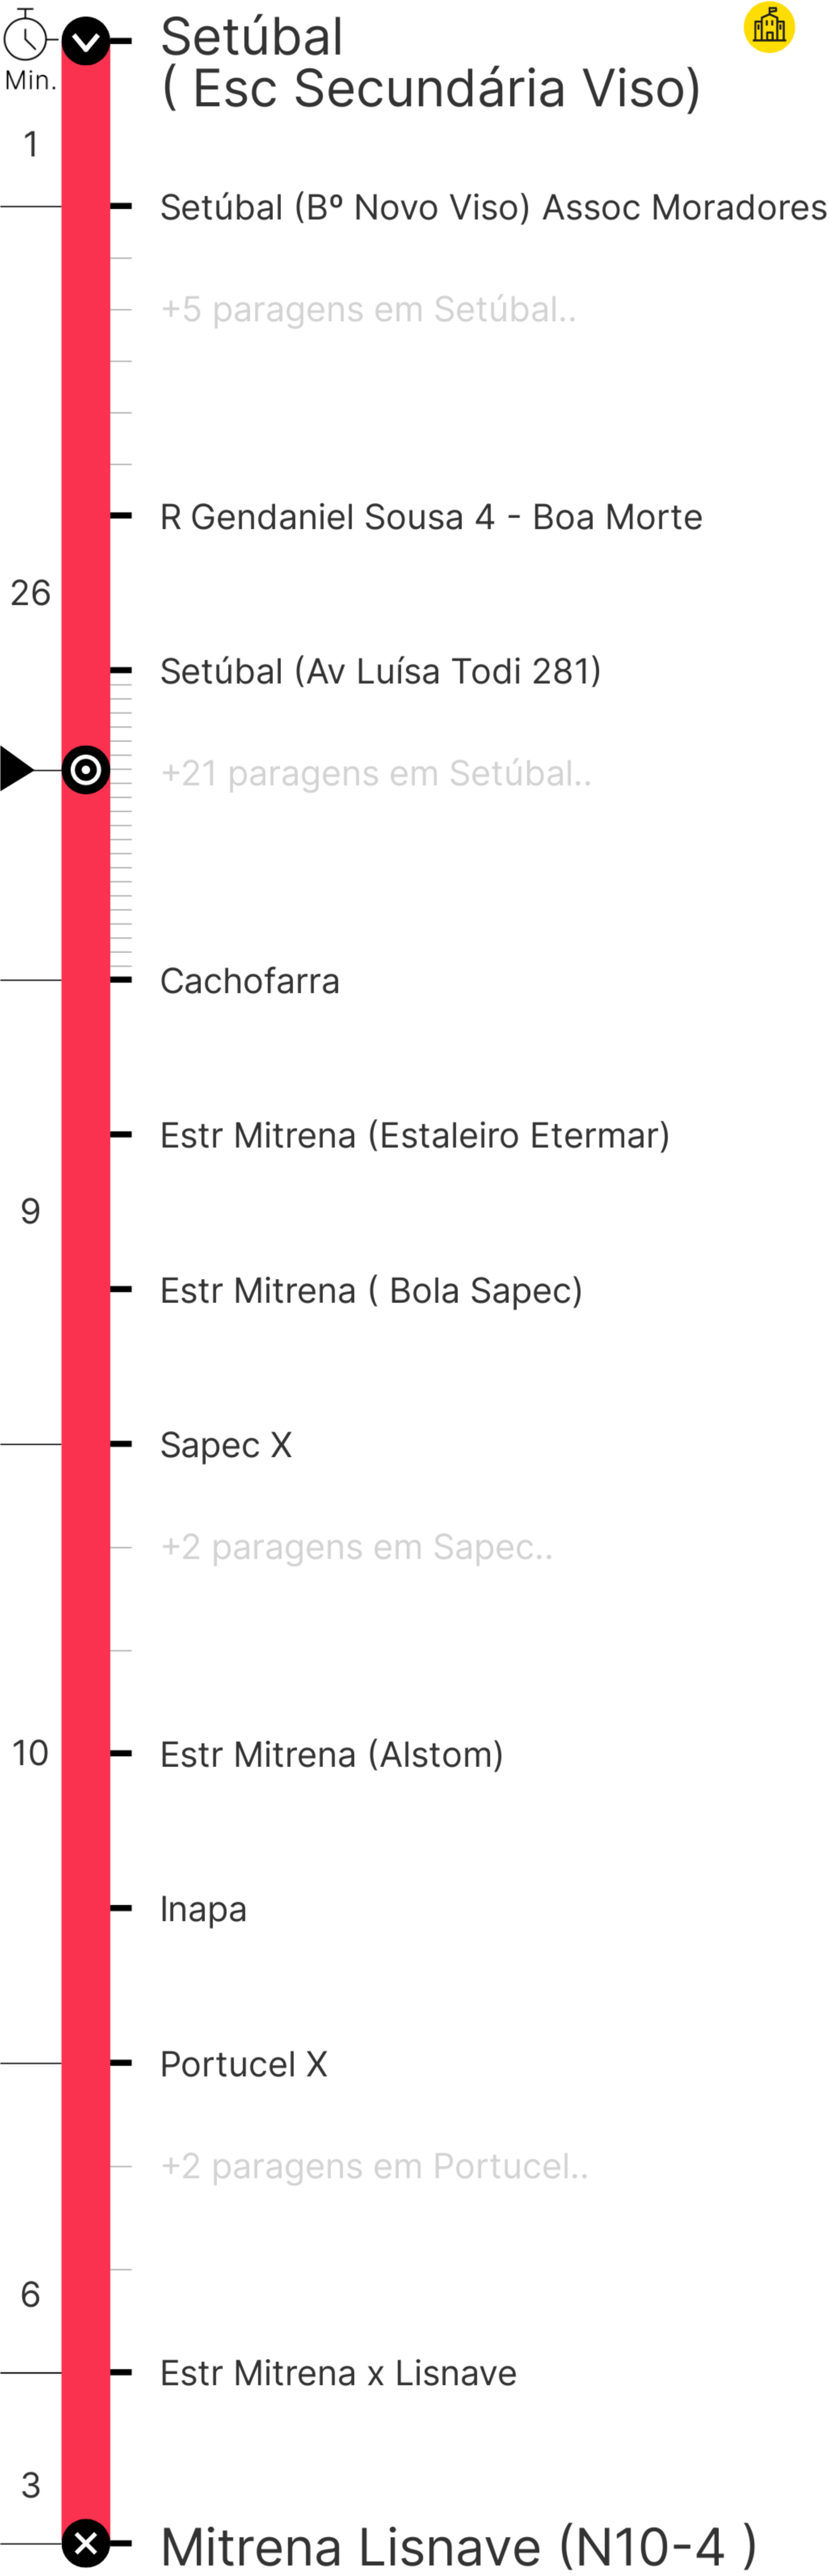 Setúbal
( Esc Secundária Viso)
Min.
1
Setúbal (Bº Novo Viso) Assoc Moradores
+5 paragens em Setúbal..
R Gendaniel Sousa 4 - Boa Morte
26
Setúbal (Av Luísa Todi 281)
+21 paragens em Setúbal..
Cachofarra
Estr Mitrena (Estaleiro Etermar)
9
Estr Mitrena ( Bola Sapec)
Sapec X
+2 paragens em Sapec..
10
Estr Mitrena (Alstom)
Inapa
Portucel X
+2 paragens em Portucel..
6
Estr Mitrena x Lisnave
3
Mitrena Lisnave (N10-4 )